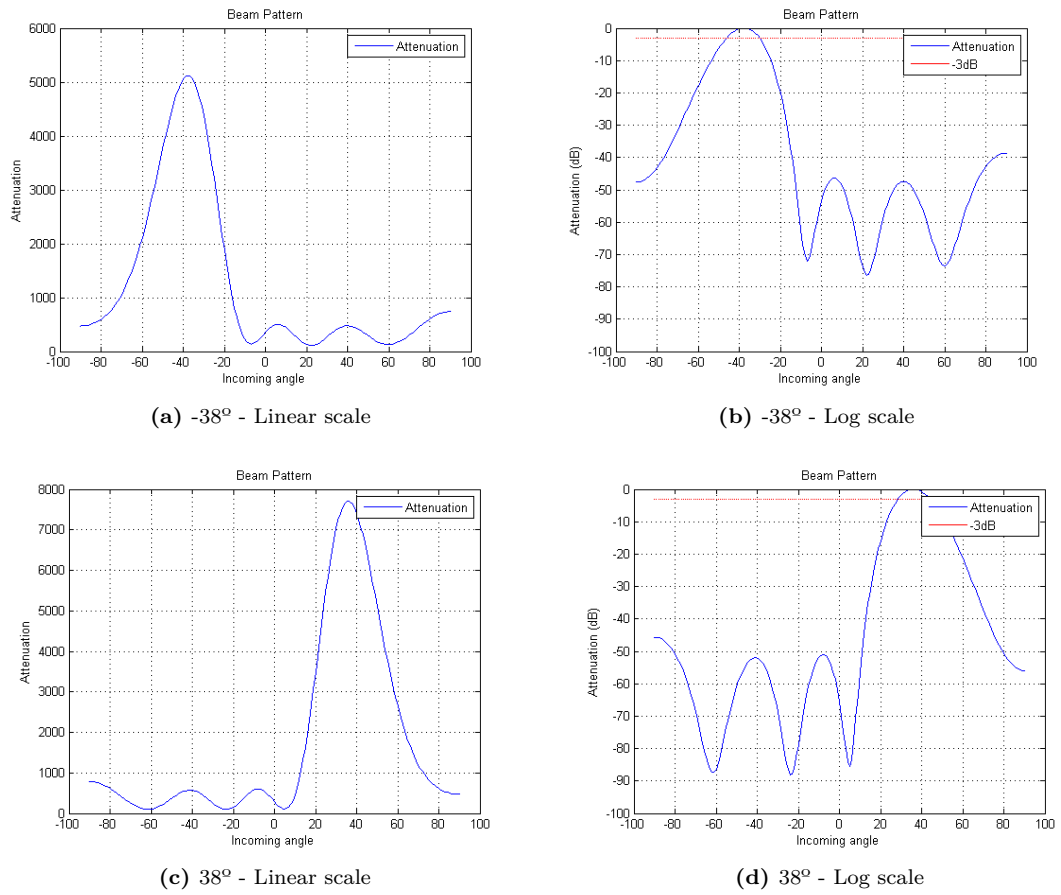 Beam Pattern
6000
5000
4000
3000
2000
1000
0
Attenuation
Attenuation
-100 -80 -60 -40 -20 0 20 40 60 80 100
Incoming angle
(a) -38º - Linear scale
Beam Pattern
0
-10
-20
-30
-40
-50
-60
-70
-80
-90
-100
Attenuation (dB)
Attenuation
-3dB
-100 -80 -60 -40 -20 0 20 40 60 80 100
Incoming angle
(b) -38º - Log scale
Beam Pattern
8000
7000
6000
5000
4000
3000
2000
1000
0
Attenuation
Attenuation
-100 -80 -60 -40 -20 0 20 40 60 80 100
Incoming angle
(c) 38º - Linear scale
Beam Pattern
0
-10
-20
-30
-40
-50
-60
-70
-80
-90
-100
Attenuation (dB)
Attenuation
-3dB
-100 -80 -60 -40 -20 0 20 40 60 80 100
Incoming angle
(d) 38º - Log scale